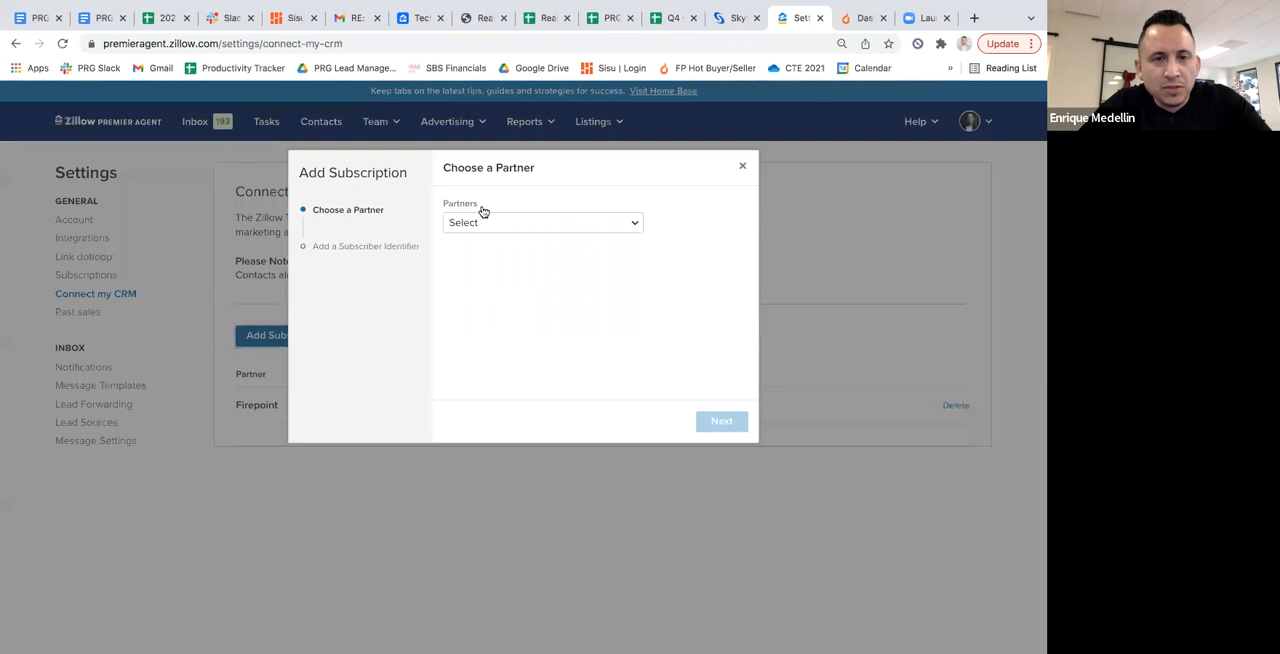 PRG
PRG
202
Slac
Sisu
RE:
Tect
Rea
Rea
PRC
Q4
Sky
Sett
Das
Lau
premieragent.zillow.com/settings/connect-my-crm
Update
Apps
PRG Slack
Gmail
Productivity Tracker
PRG Lead Manage...
SBS Financials
Google Drive
Sisu | Login
FP Hot Buyer/Seller
CTE 2021
Calendar
»
Reading List
Keep tabs on the latest tips, guides and strategies for success. Visit Home Base
Zillow PREMIER AGENT
Inbox 193
Tasks
Contacts
Team
Advertising
Reports
Listings
Help
Settings
GENERAL
Account
Integrations
Link dotloop
Subscriptions
Connect my CRM
Past sales
INBOX
Notifications
Message Templates
Lead Forwarding
Lead Sources
Message Settings
Connect
The Zillow T
marketing a
Please Note
Contacts al
Add Subs
Partner
Firepoint
Delete
Add Subscription
Choose a Partner
Add a Subscriber Identifier
Choose a Partner
Partners
Select
Next
Enrique Medellin